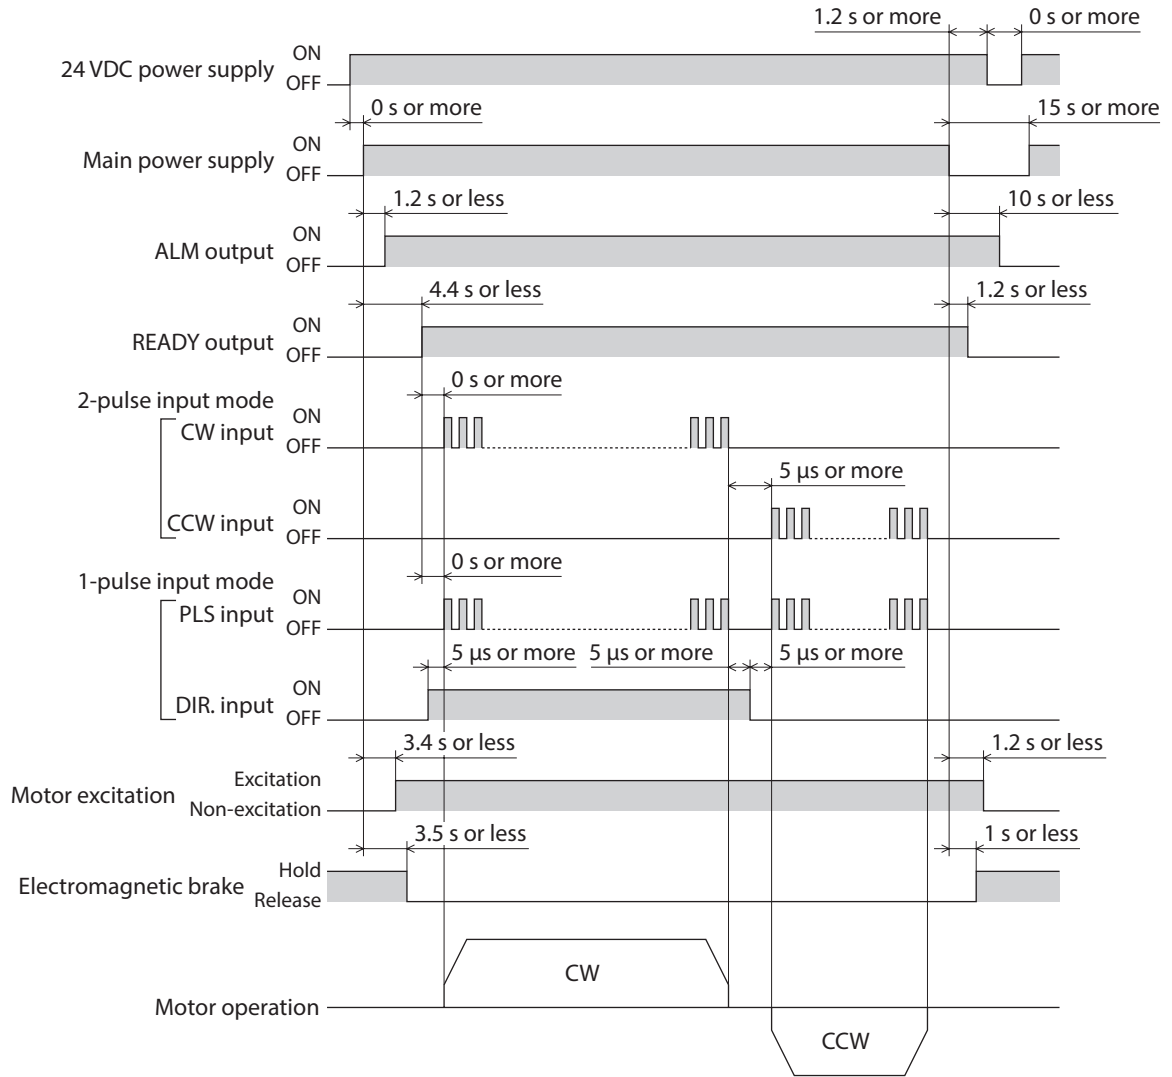 1.2 s or more 0 s or more
24 VDC power supply ON
OFF
0 s or more 15 s or more
Main power supply ON
OFF
1.2 s or less 10 s or less
ALM output ON
OFF
4.4 s or less 1.2 s or less
READY output ON
OFF
0 s or more
2-pulse input mode
CW input ON
OFF
5 µs or more
CCW input ON
OFF
0 s or more
1-pulse input mode
PLS input ON
OFF
5 µs or more 5 µs or more 5 µs or more
DIR. input ON
OFF
3.4 s or less 1.2 s or less
Motor excitation Excitation
Non-excitation
3.5 s or less 1 s or less
Electromagnetic brake Hold
Release
CW
Motor operation
CCW